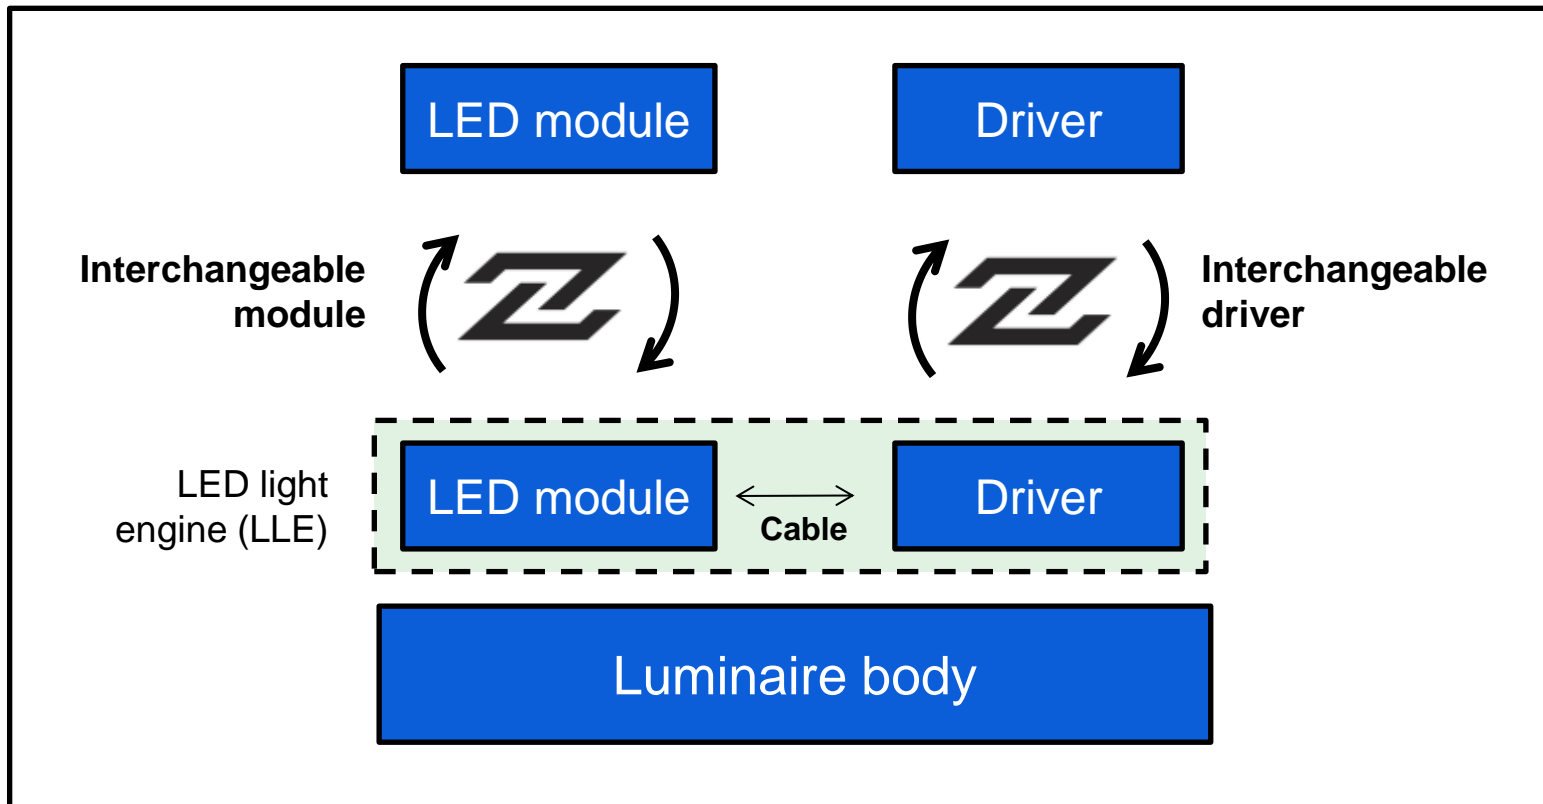 LED module
Driver
Interchangeable
module
Interchangeable
driver
LED light
engine (LLE)
LED module
Cable
Driver
Luminaire body